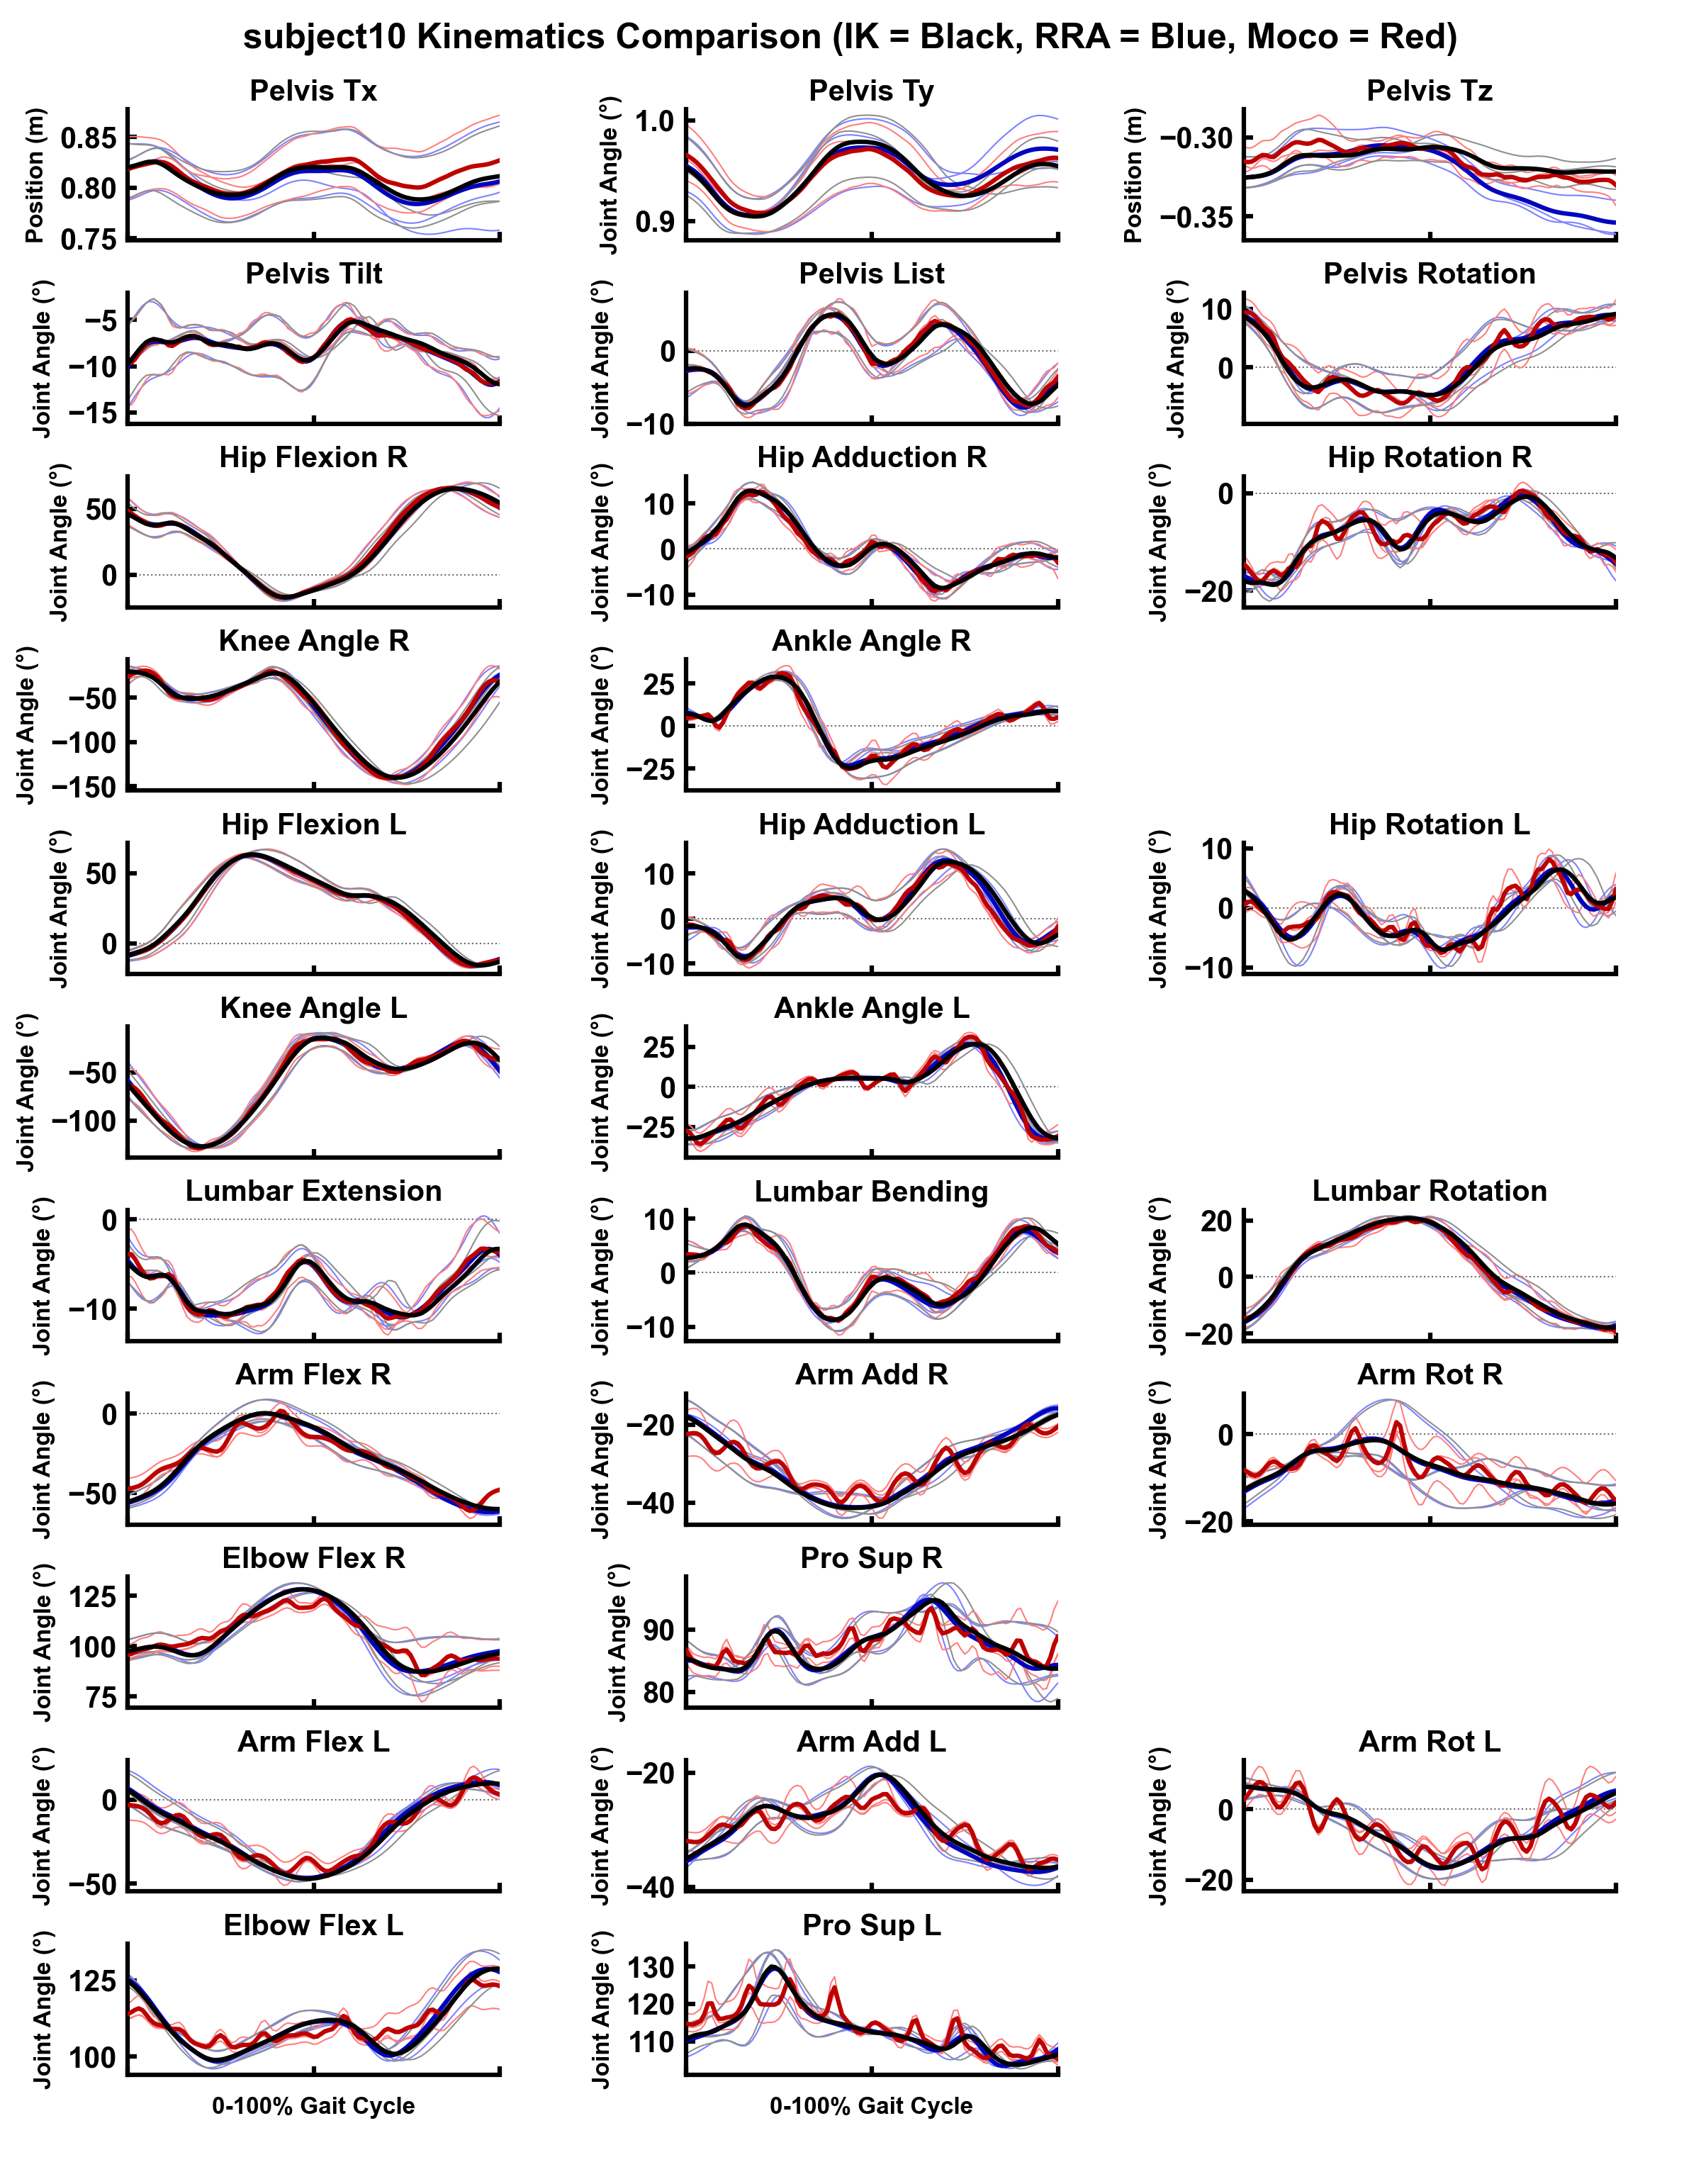 subject10 Kinematics Comparison (IK = Black, RRA = Blue, Moco = Red)
Pelvis Tx
Position (m)
0.85
0.80
0.75
Pelvis Ty
Joint Angle (°)
1.0
0.9
Pelvis Tz
Position (m)
−0.30
−0.35
Pelvis Tilt
Joint Angle (°)
−5
−10
−15
Pelvis List
Joint Angle (°)
0
−10
Pelvis Rotation
Joint Angle (°)
10
0
Hip Flexion R
Joint Angle (°)
50
0
Hip Adduction R
Joint Angle (°)
10
0
−10
Hip Rotation R
Joint Angle (°)
0
−20
Knee Angle R
Joint Angle (°)
−50
−100
−150
Ankle Angle R
Joint Angle (°)
25
0
−25
Hip Flexion L
Joint Angle (°)
50
0
Hip Adduction L
Joint Angle (°)
10
0
−10
Hip Rotation L
Joint Angle (°)
10
0
−10
Knee Angle L
Joint Angle (°)
−50
−100
Ankle Angle L
Joint Angle (°)
25
0
−25
Lumbar Extension
Joint Angle (°)
0
−10
Lumbar Bending
Joint Angle (°)
10
0
−10
Lumbar Rotation
Joint Angle (°)
20
0
−20
Arm Flex R
Joint Angle (°)
0
−50
Arm Add R
Joint Angle (°)
−20
−40
Arm Rot R
Joint Angle (°)
0
−20
Elbow Flex R
Joint Angle (°)
125
100
75
Pro Sup R
Joint Angle (°)
90
80
Arm Flex L
Joint Angle (°)
0
−50
Arm Add L
Joint Angle (°)
−20
−40
Arm Rot L
Joint Angle (°)
0
−20
Elbow Flex L
Joint Angle (°)
125
100
0-100% Gait Cycle
Pro Sup L
Joint Angle (°)
130
120
110
0-100% Gait Cycle